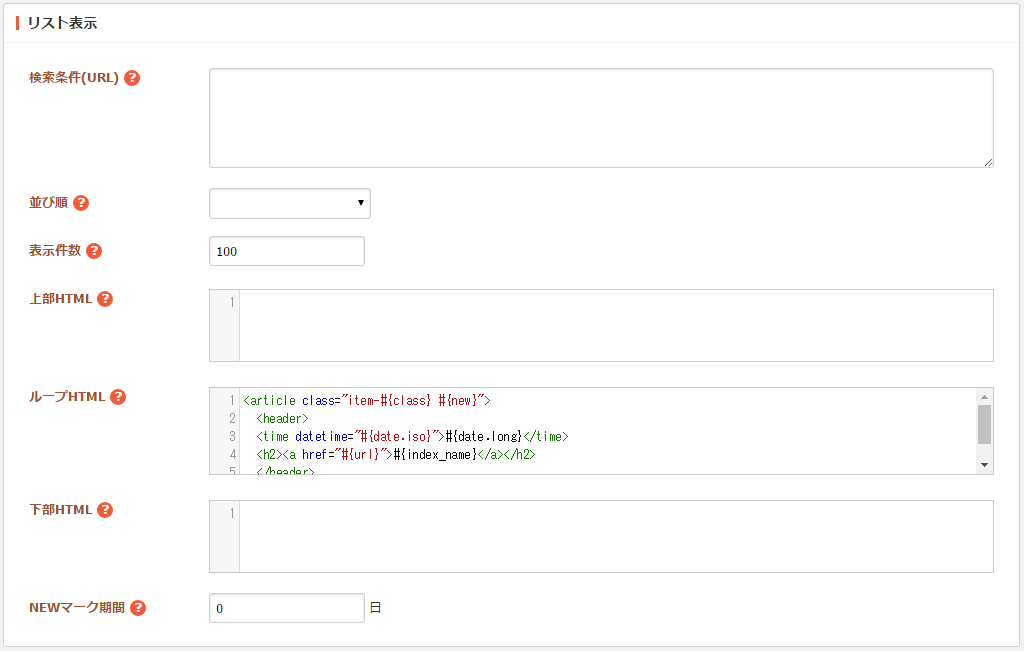 リスト表示
検索条件(URL) ?
並び順 ?
表示件数 ? 100
上部HTML ? 1
ループHTML ? 1 <article class="item-#{class} #{new}">
2 <header>
3 <time datetime="#{date.iso}">#{date.long}</time>
4 <h2><a href="#{url}">#{index_name}</a></h2>
5 </header>
下部HTML ? 1
NEWマーク期間 ? 0 日